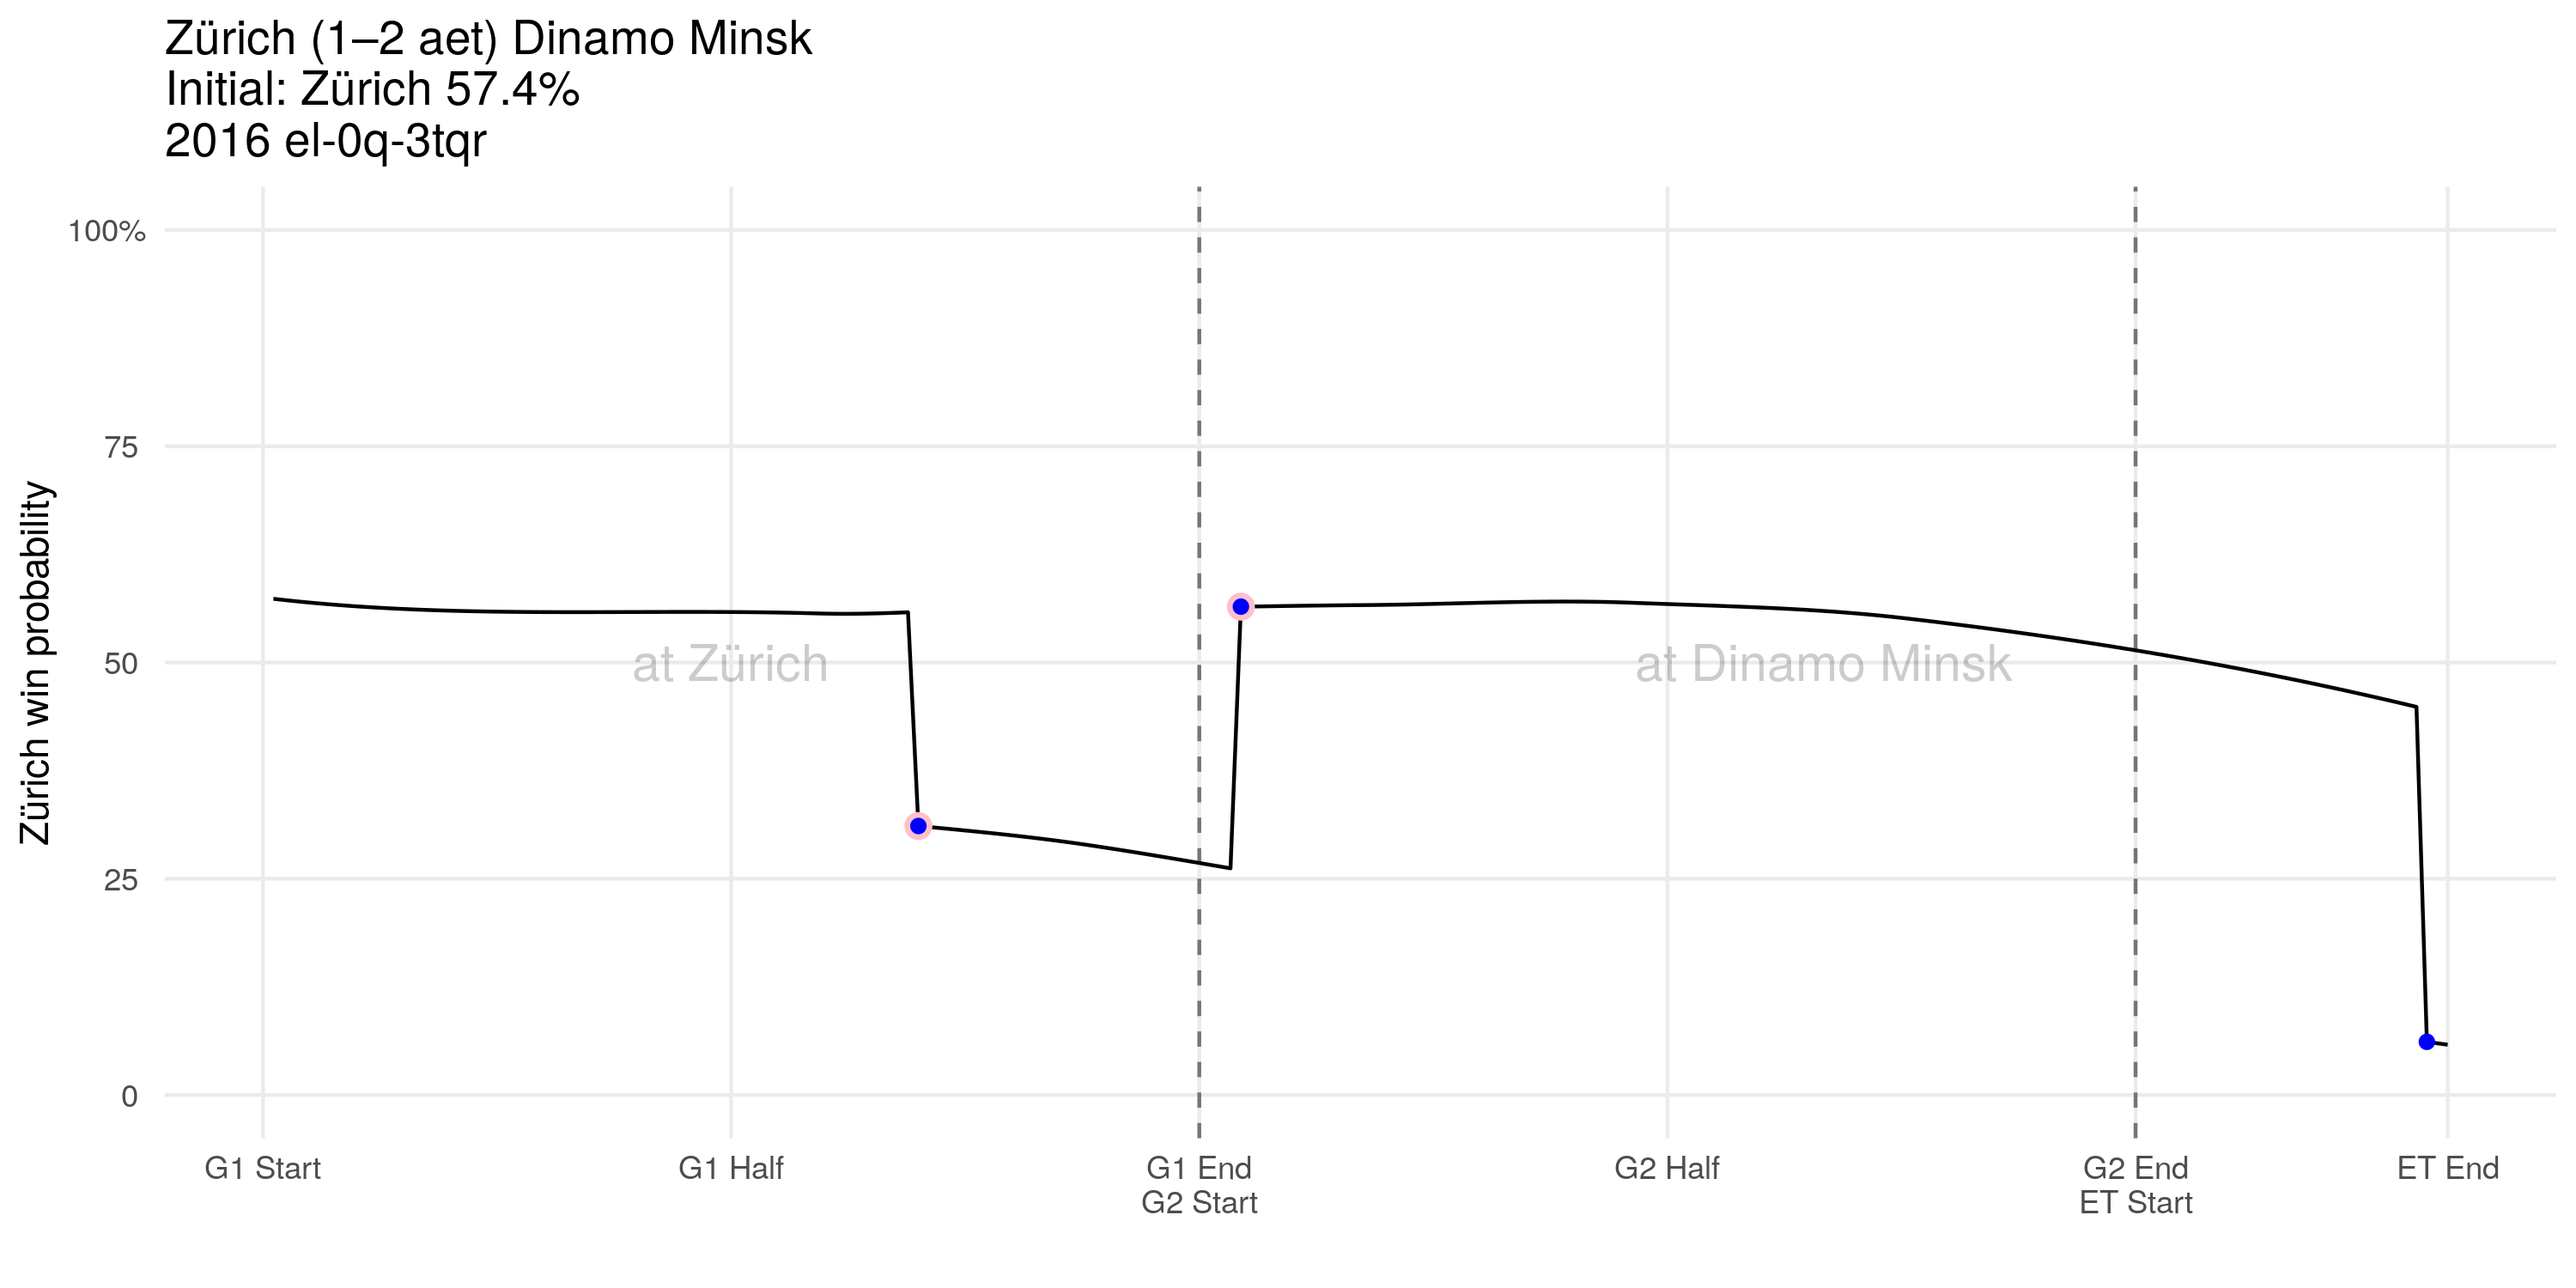 Zürich (1–2 aet) Dinamo Minsk
Initial: Zürich 57.4%
2016 el-0q-3tqr
Zürich win probability
100%
75
50
25
0
at Zürich
at Dinamo Minsk
G1 Start
G1 Half
G1 End
G2 Start
G2 Half
G2 End
ET Start
ET End